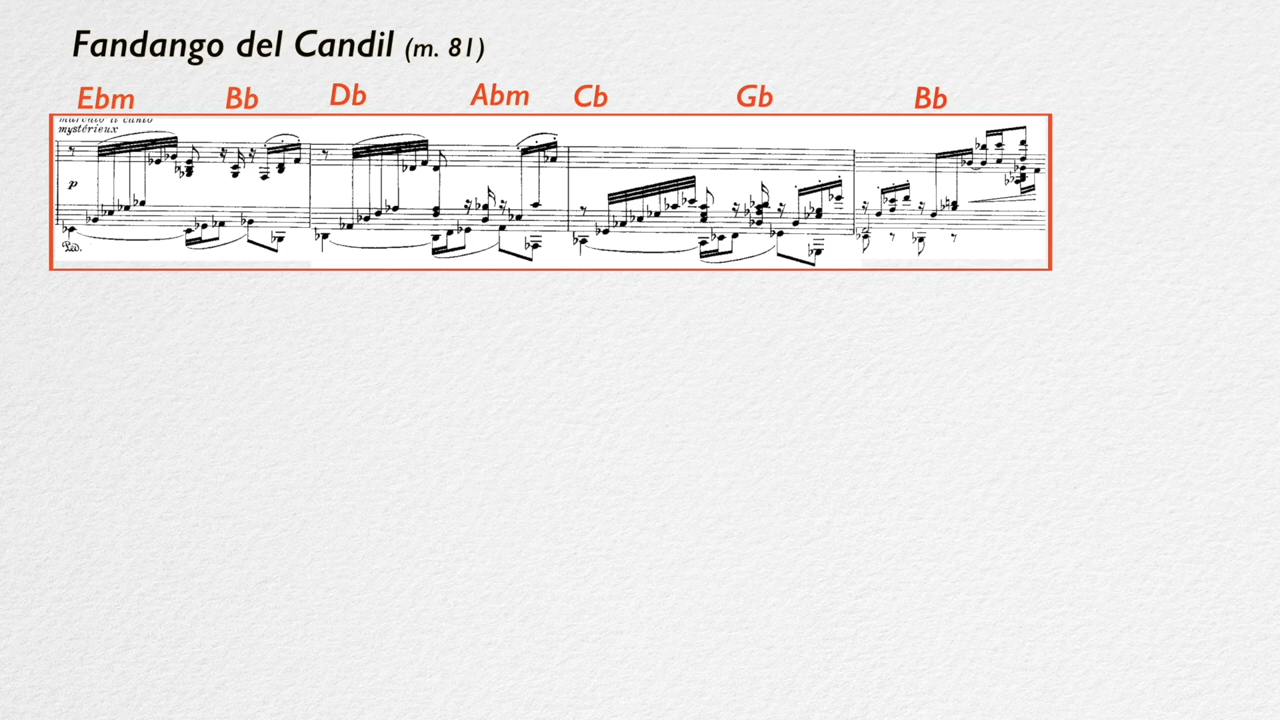 Fandango del Candil (m. 81)
Ebm Bb Db Abm Cb Gb Bb
marcato il canto
mystérieux
p
Ped.